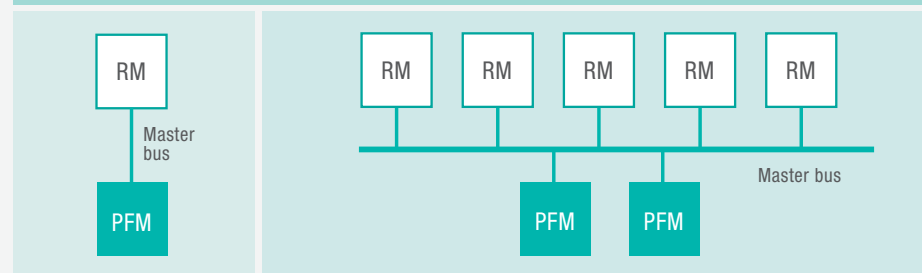 RM
Master
bus
PFM
RM RM RM RM RM
Master bus
PFM PFM